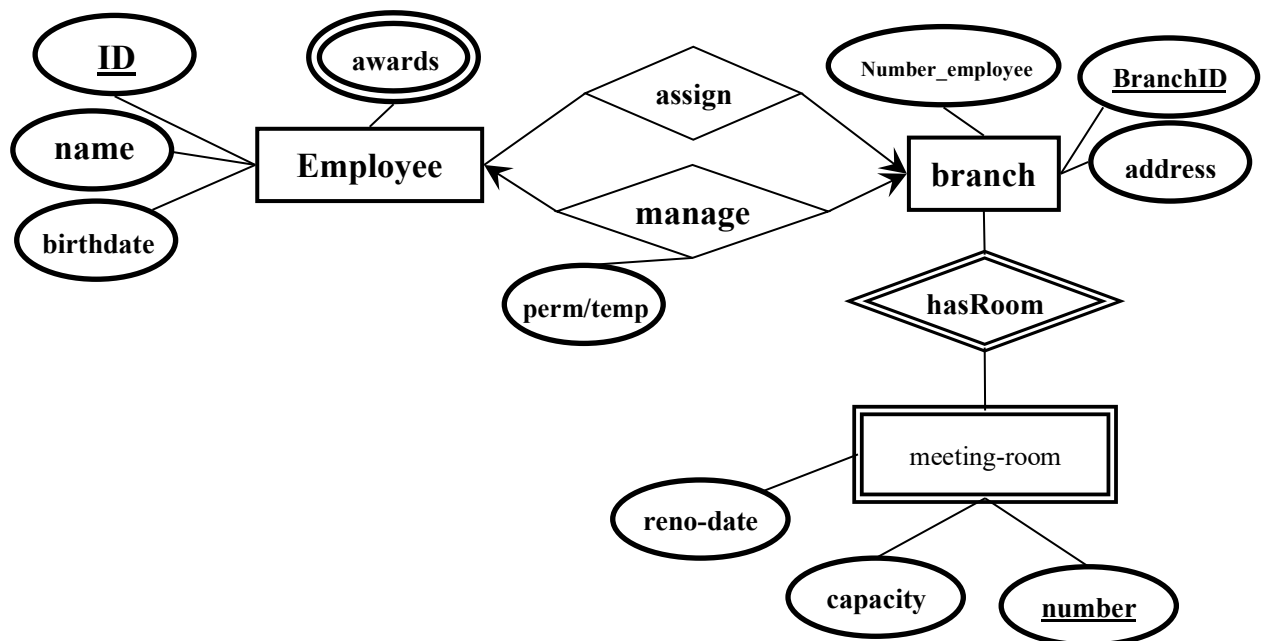 ID
awards
name
Employee
birthdate
assign
manage
perm/temp
Number_employee
BranchID
branch
address
hasRoom
meeting-room
reno-date
capacity
number